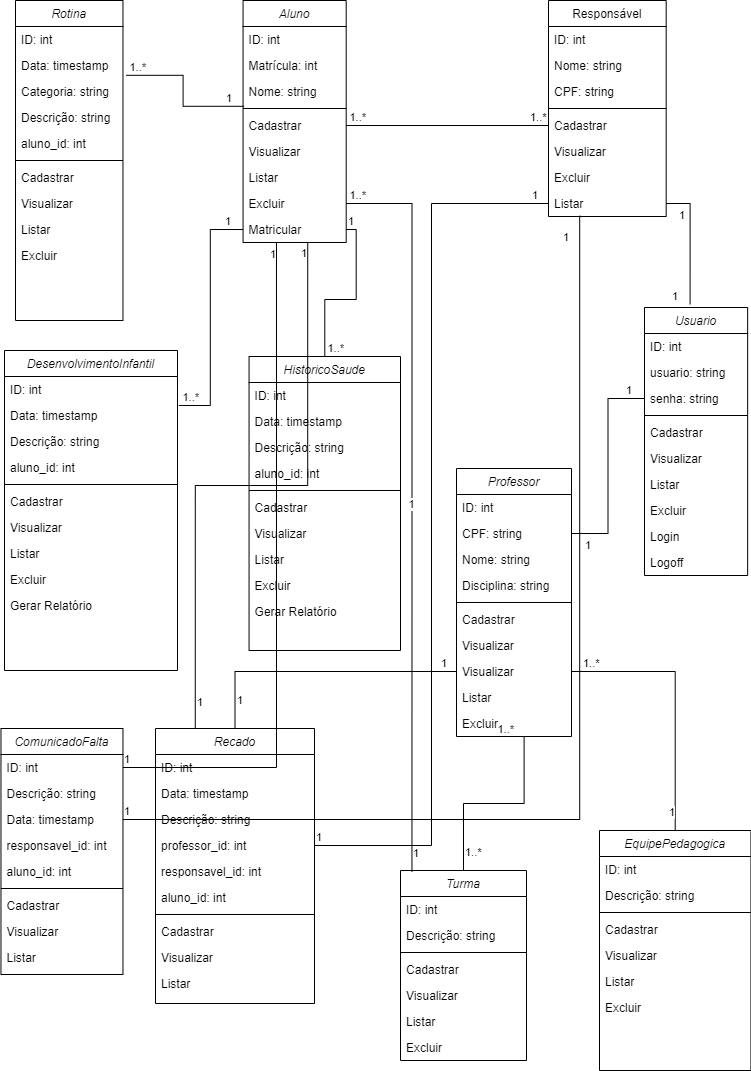 Rotina
ID: int
Data: timestamp
Categoria: string
Descrição: string
aluno_id: int
Cadastrar
Visualizar
Listar
Excluir
1..*
1
Aluno
ID: int
Matrícula: int
Nome: string
Cadastrar
Visualizar
Listar
Excluir
Matricular
1..*
1..*
Responsável
ID: int
Nome: string
CPF: string
Cadastrar
Visualizar
Excluir
Listar
1..*
1
1
1
1
1
1
1
1
Usuario
ID: int
usuario: string
senha: string
Cadastrar
Visualizar
Listar
Excluir
Login
Logoff
1
DesenvolvimentoInfantil
ID: int
Data: timestamp
Descrição: string
aluno_id: int
Cadastrar
Visualizar
Listar
Excluir
Gerar Relatório
1..*
1..*
HistoricoSaude
ID: int
Data: timestamp
Descrição: string
aluno_id: int
Cadastrar
Visualizar
Listar
Excluir
Gerar Relatório
1
Professor
ID: int
CPF: string
Nome: string
Disciplina: string
Cadastrar
Visualizar
Visualizar
Listar
Excluir
1
1
1..*
1..*
1
1
ComunicadoFalta
ID: int
Descrição: string
Data: timestamp
responsavel_id: int
aluno_id: int
Cadastrar
Visualizar
Listar
1
1
Recado
ID: int
Data: timestamp
Descrição: string
professor_id: int
responsavel_id: int
aluno_id: int
Cadastrar
Visualizar
Listar
1
1
1..*
Turma
ID: int
Descrição: string
Cadastrar
Visualizar
Listar
Excluir
1
EquipePedagogica
ID: int
Descrição: string
Cadastrar
Visualizar
Listar
Excluir